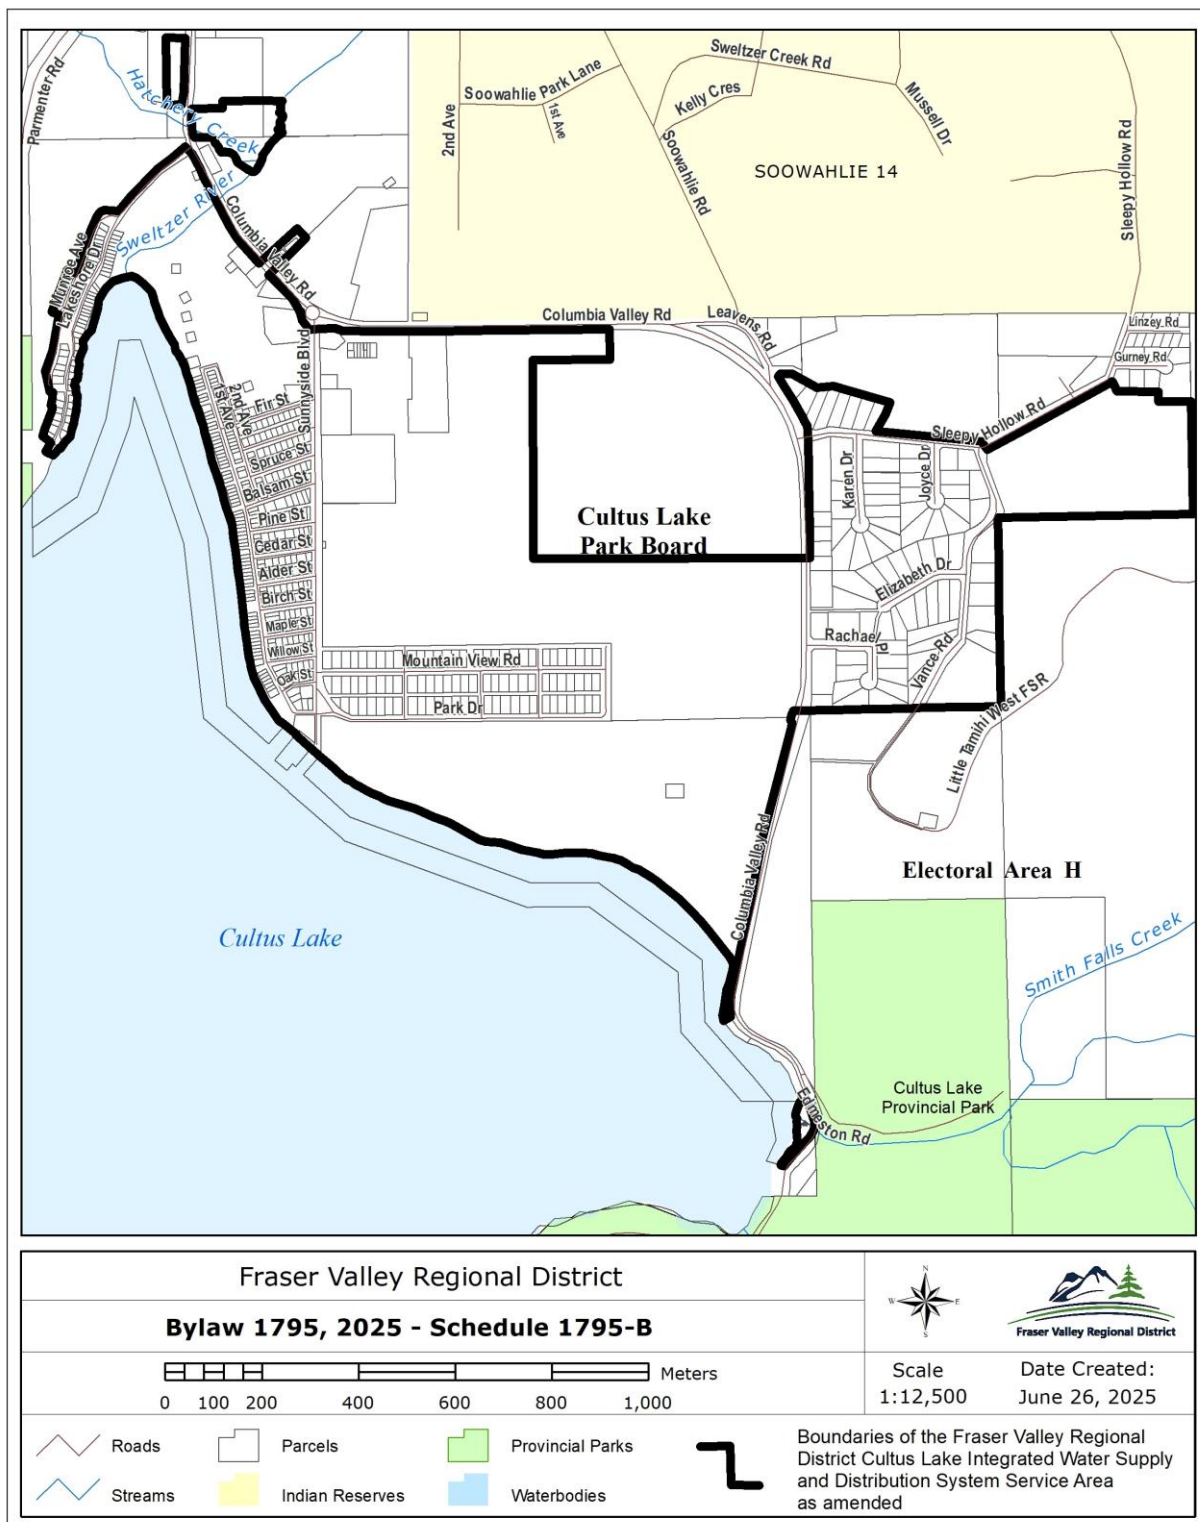 Parmenter Rd
Hatchery Creek
Sweltzer River
Columbia Valley Rd
Munroe Ave
Lakeshore Dr
2nd Ave
Soowahlie Park Lane
1st Ave
Sweltzer Creek Rd
Kelly Cres
Mussell Dr
Soowahlie Rd
SOOWAHLIE 14
Sleepy Hollow Rd
Columbia Valley Rd
Leavens Rd
Linzey Rd
Gurney Rd
Sunnyside Blvd
1st Ave
2nd Ave
Fir St
Spruce St
Balsam St
Pine St
Cedar St
Alder St
Birch St
Maple St
Willow St
Oak St
Sleepy Hollow Rd
Karen Dr
Joyce Dr
Cultus Lake
Park Board
Elizabeth Dr
Rachael Pl
Vance Rd
Mountain View Rd
Park Dr
Little Tamihi West FSR
Columbia Valley Rd
Electoral Area H
Cultus Lake
Smith Falls Creek
Cultus Lake
Provincial Park
Edmeston Rd
Fraser Valley Regional District
Bylaw 1795, 2025 - Schedule 1795-B
Meters
0 100 200 400 600 800 1,000
N
W E
S
Fraser Valley Regional District
Scale
1:12,500
Date Created:
June 26, 2025
Roads
Parcels
Provincial Parks
Streams
Indian Reserves
Waterbodies
Boundaries of the Fraser Valley Regional
District Cultus Lake Integrated Water Supply
and Distribution System Service Area
as amended